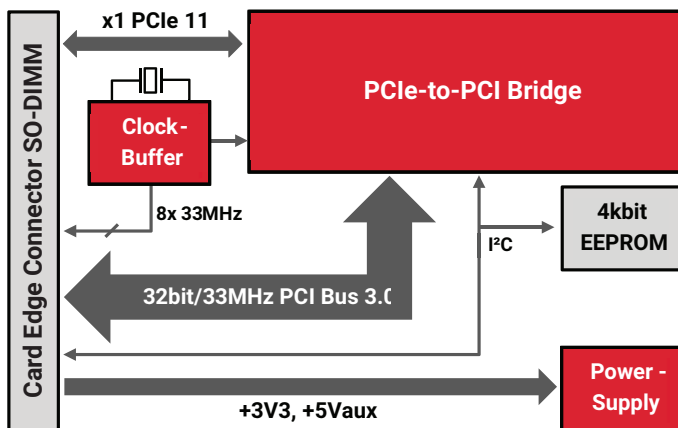 x1 PCIe 11
Card Edge Connector SO-DIMM
PCIe-to-PCI Bridge
Clock-
Buffer
8x 33MHz
I²C
4kbit
EEPROM
32bit/33MHz PCI Bus 3.0
Power -
Supply
+3V3, +5Vaux